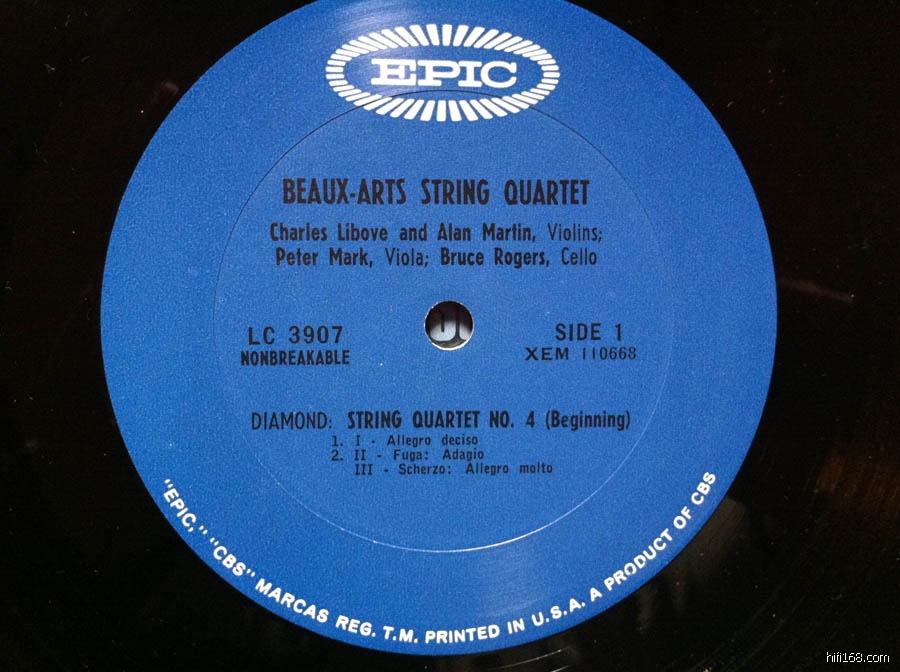 EPIC
BEAUX-ARTS STRING QUARTET
Charles Libove and Alan Martin, Violins;
Peter Mark, Viola; Bruce Rogers, Cello
LC 3907
NONBREAKABLE
SIDE 1
XEM 110668
DIAMOND: STRING QUARTET NO. 4 (Beginning)
1. I - Allegro deciso
2. II - Fuga: Adagio
III - Scherzo: Allegro molto
"EPIC," "CBS" MARCAS REG. T.M. PRINTED IN U.S.A. A PRODUCT OF CBS
hifi168.com